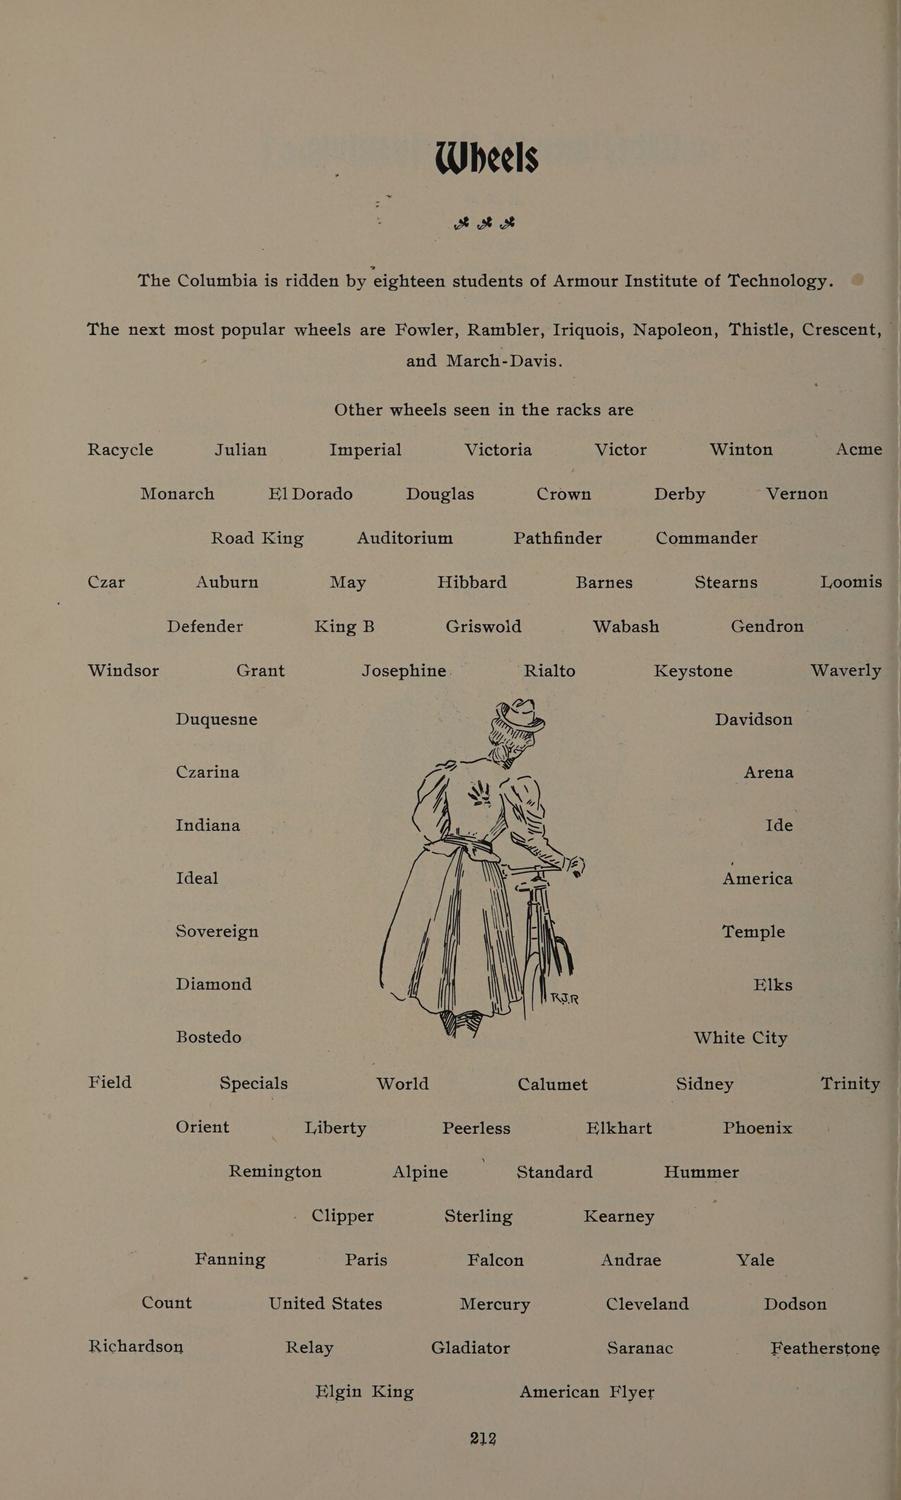 Wheels
The Columbia is ridden by eighteen students of Armour Institute of Technology.
The next most popular wheels are Fowler, Rambler, Iriquois, Napoleon, Thistle, Crescent,
and March-Davis.
Other wheels seen in the racks are
Racycle Julian Imperial Victoria Victor Winton Acme
Monarch El Dorado Douglas Crown Derby Vernon
Road King Auditorium Pathfinder Commander
Czar Auburn May Hibbard Barnes Stearns Loomis
Defender King B Griswold Wabash Gendron
Windsor Grant Josephine Rialto Keystone Waverly
Duquesne Davidson
Czarina Arena
Indiana Ide
Ideal America
Sovereign Temple
Diamond Elks
RJR
Bostedo White City
Field Specials World Calumet Sidney Trinity
Orient Liberty Peerless Elkhart Phoenix
Remington Alpine Standard Hummer
Clipper Sterling Kearney
Fanning Paris Falcon Andrae Yale
Count United States Mercury Cleveland Dodson
Richardson Relay Gladiator Saranac Featherstone
Elgin King American Flyer
212